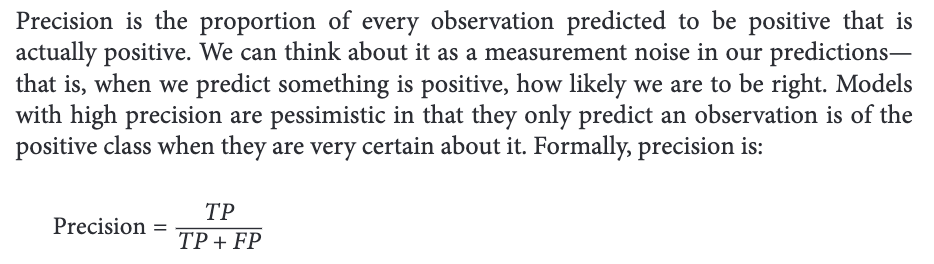 Precision is the proportion of every observation predicted to be positive that is
actually positive. We can think about it as a measurement noise in our predictions—
that is, when we predict something is positive, how likely we are to be right. Models
with high precision are pessimistic in that they only predict an observation is of the
positive class when they are very certain about it. Formally, precision is:
Precision = TP / TP + FP